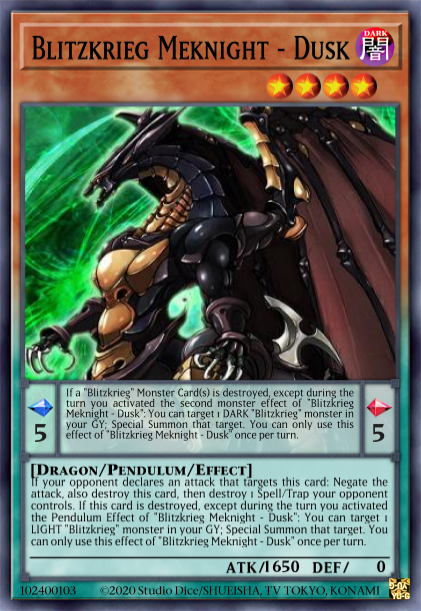 Blitzkrieg Meknight - Dusk
DARK
闇
If a "Blitzkrieg" Monster Card(s) is destroyed, except during the
turn you activated the second monster effect of "Blitzkrieg
Meknight - Dusk": You can target 1 DARK "Blitzkrieg" monster in
your GY; Special Summon that target. You can only use this
effect of "Blitzkrieg Meknight - Dusk" once per turn.
5
5
[Dragon/Pendulum/Effect]
If your opponent declares an attack that targets this card: Negate the
attack, also destroy this card, then destroy 1 Spell/Trap your opponent
controls. If this card is destroyed, except during the turn you activated
the Pendulum Effect of "Blitzkrieg Meknight - Dusk": You can target 1
LIGHT "Blitzkrieg" monster in your GY; Special Summon that target. You
can only use this effect of "Blitzkrieg Meknight - Dusk" once per turn.
ATK/1650 DEF/ 0
102400103 ©2020 Studio Dice/SHUEISHA, TV TOKYO, KONAMI